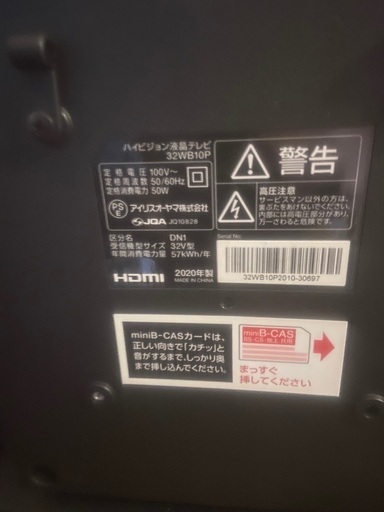 ハイビジョン液晶テレビ
32WB10P
定格電圧 100V~
定格周波数 50/60Hz
定格消費電力 50W
PSE
アイリスオーヤマ株式会社
JQA JQ10828
区分名 DN1
受信機型サイズ 32V型
年間消費電力量 57kWh/年
HDMI
2020年製
MADE IN CHINA
警告
高圧注意
サービスマン以外の方は、
裏ぶたをあけないでください。
内部には高電圧部分があり、
万一さわると危険です。
Serial No.:
32WB10P2010-30697
miniB-CASカードは、
正しい向きで「カチッ」と
音がするまで、しっかり奥
まで挿し込んでください。
mini B-CAS
BS CS 地上 共用
まっすぐ
挿してください